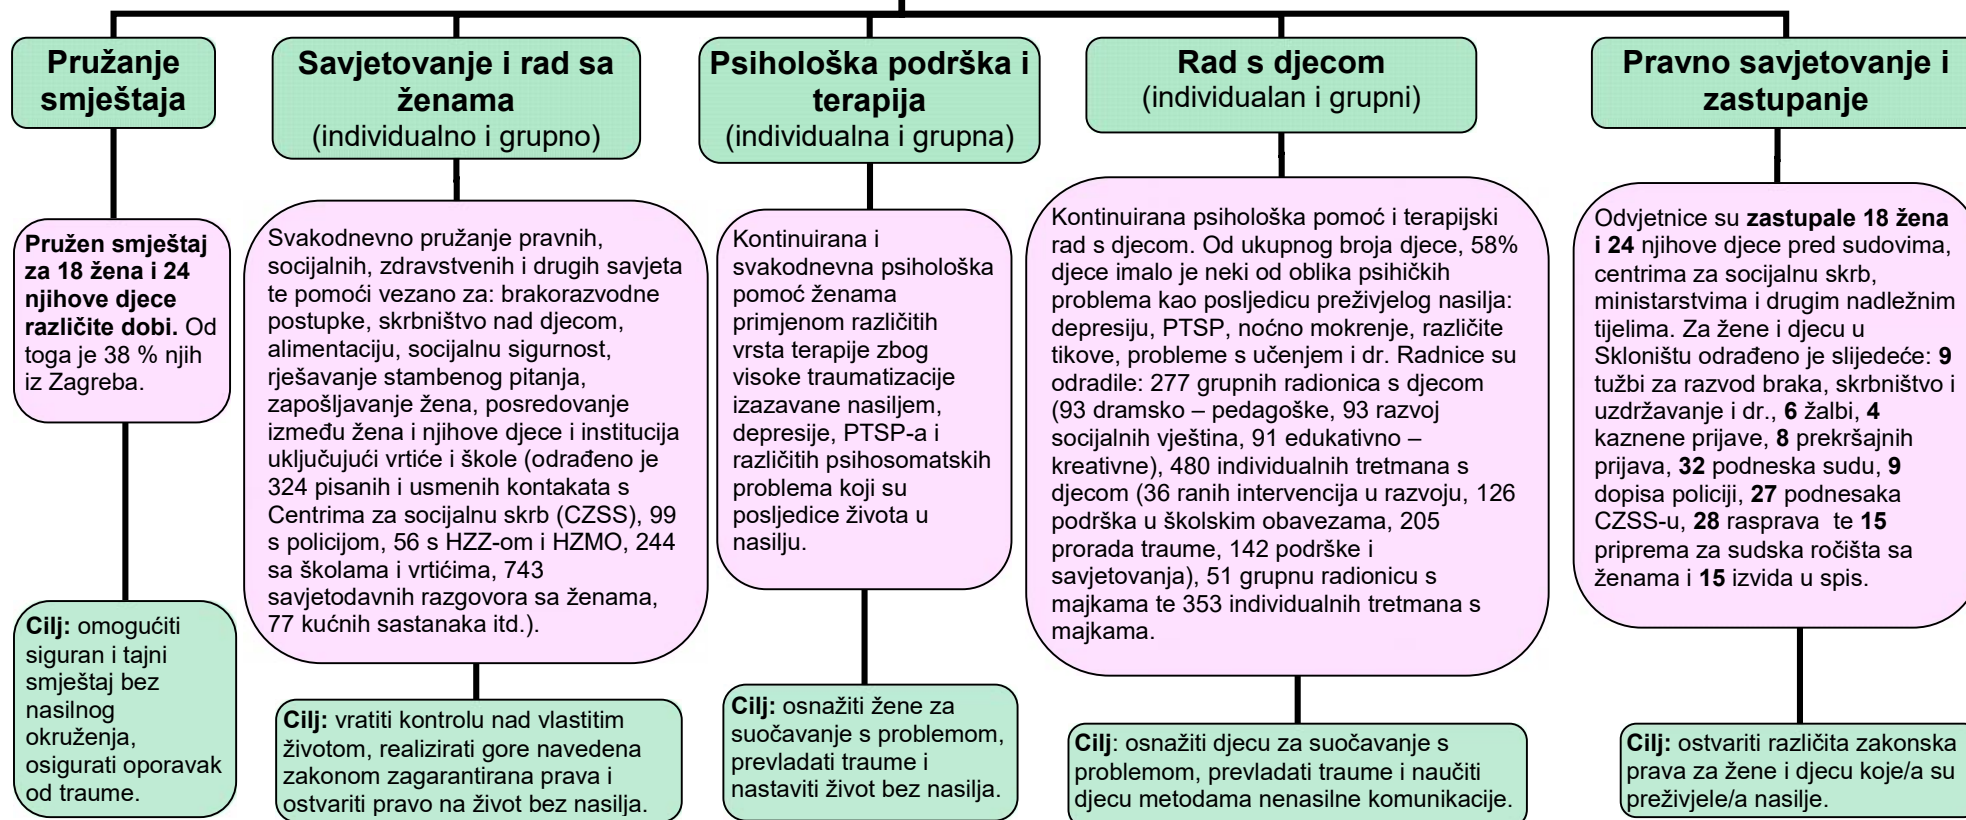 Pružanje
smještaja
Pružen smještaj
za 18 žena i 24
njihove djece
različite dobi. Od
toga je 38 % njih
iz Zagreba.
Cilj: omogućiti
siguran i tajni
smještaj bez
nasilnog
okruženja,
osigurati oporavak
od traume.
Savjetovanje i rad sa
ženama
(individualno i grupno)
Svakodnevno pružanje pravnih,
socijalnih, zdravstvenih i drugih savjeta
te pomoći vezano za: brakorazvodne
postupke, skrbništvo nad djecom,
alimentaciju, socijalnu sigurnost,
rješavanje stambenog pitanja,
zapošljavanje žena, posredovanje
između žena i njihove djece i institucija
uključujući vrtiće i škole (odrađeno je
324 pisanih i usmenih kontakata s
Centrima za socijalnu skrb (CZSS), 99
s policijom, 56 s HZZ-om i HZMO, 244
sa školama i vrtićima, 743
savjetodavnih razgovora sa ženama,
77 kućnih sastanaka itd.).
Cilj: vratiti kontrolu nad vlastitim
životom, realizirati gore navedena
zakonom zagarantirana prava i
ostvariti pravo na život bez nasilja.
Psihološka podrška i
terapija
(individualna i grupna)
Kontinuirana i
svakodnevna psihološka
pomoć ženama
primjenom različitih
vrsta terapije zbog
visoke traumatizacije
izazavane nasiljem,
depresije, PTSP-a i
različitih psihosomatskih
problema koji su
posljedice života u
nasilju.
Cilj: osnažiti žene za
suočavanje s problemom,
prevladati traume i
nastaviti život bez nasilja.
Rad s djecom
(individualan i grupni)
Kontinuirana psihološka pomoć i terapijski
rad s djecom. Od ukupnog broja djece, 58%
djece imalo je neki od oblika psihičkih
problema kao posljedicu preživjelog nasilja:
depresiju, PTSP, noćno mokrenje, različite
tikove, probleme s učenjem i dr. Radnice su
odradile: 277 grupnih radionica s djecom
(93 dramsko – pedagoške, 93 razvoj
socijalnih vještina, 91 edukativno –
kreativne), 480 individualnih tretmana s
djecom (36 ranih intervencija u razvoju, 126
podrška u školskim obavezama, 205
prorada traume, 142 podrške i
savjetovanja), 51 grupnu radionicu s
majkama te 353 individualnih tretmana s
majkama.
Cilj: osnažiti djecu za suočavanje s
problemom, prevladati traume i naučiti
djecu metodama nenasilne komunikacije.
Pravno savjetovanje i
zastupanje
Odvjetnice su zastupale 18 žena
i 24 njihove djece pred sudovima,
centrima za socijalnu skrb,
ministarstvima i drugim nadležnim
tijelima. Za žene i djecu u
Skloništu odrađeno je slijedeće: 9
tužbi za razvod braka, skrbništvo i
uzdržavanje i dr., 6 žalbi, 4
kaznene prijave, 8 prekršajnih
prijava, 32 podneska sudu, 9
dopisa policiji, 27 podnesaka
CZSS-u, 28 rasprava te 15
priprema za sudska ročišta sa
ženama i 15 izvida u spis.
Cilj: ostvariti različita zakonska
prava za žene i djecu koje/a su
preživjele/a nasilje.